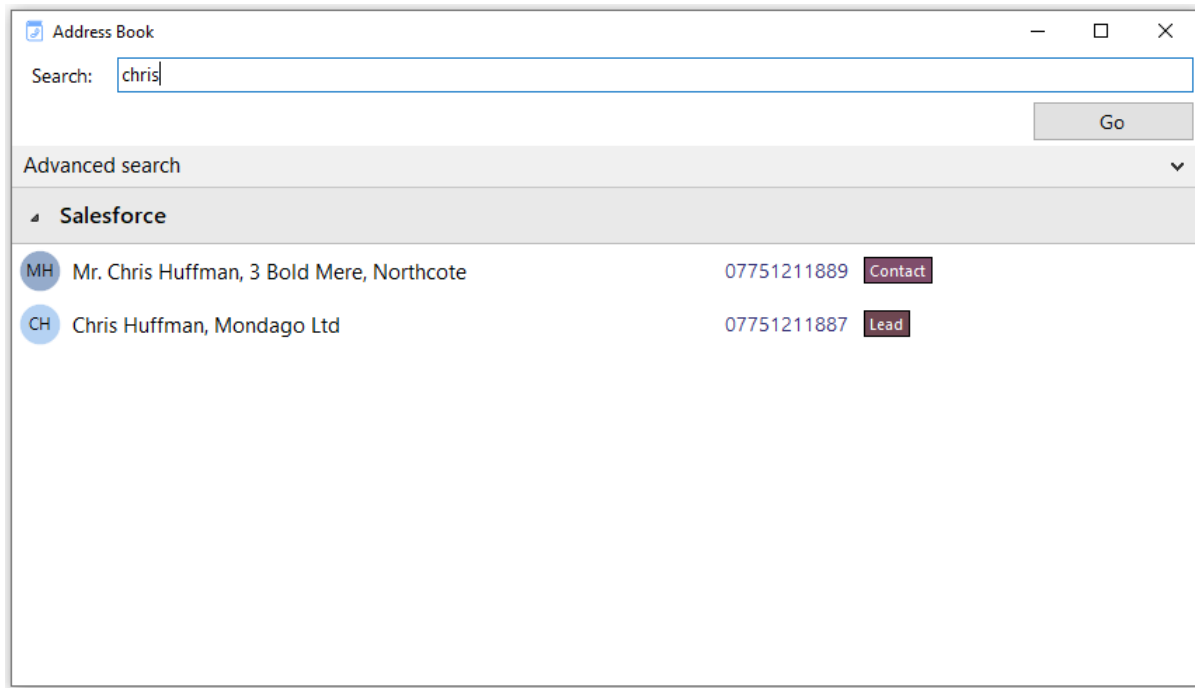 Address Book
Search: chris
Go
Advanced search
Salesforce
MH Mr. Chris Huffman, 3 Bold Mere, Northcote 07751211889 Contact
CH Chris Huffman, Mondago Ltd 07751211887 Lead